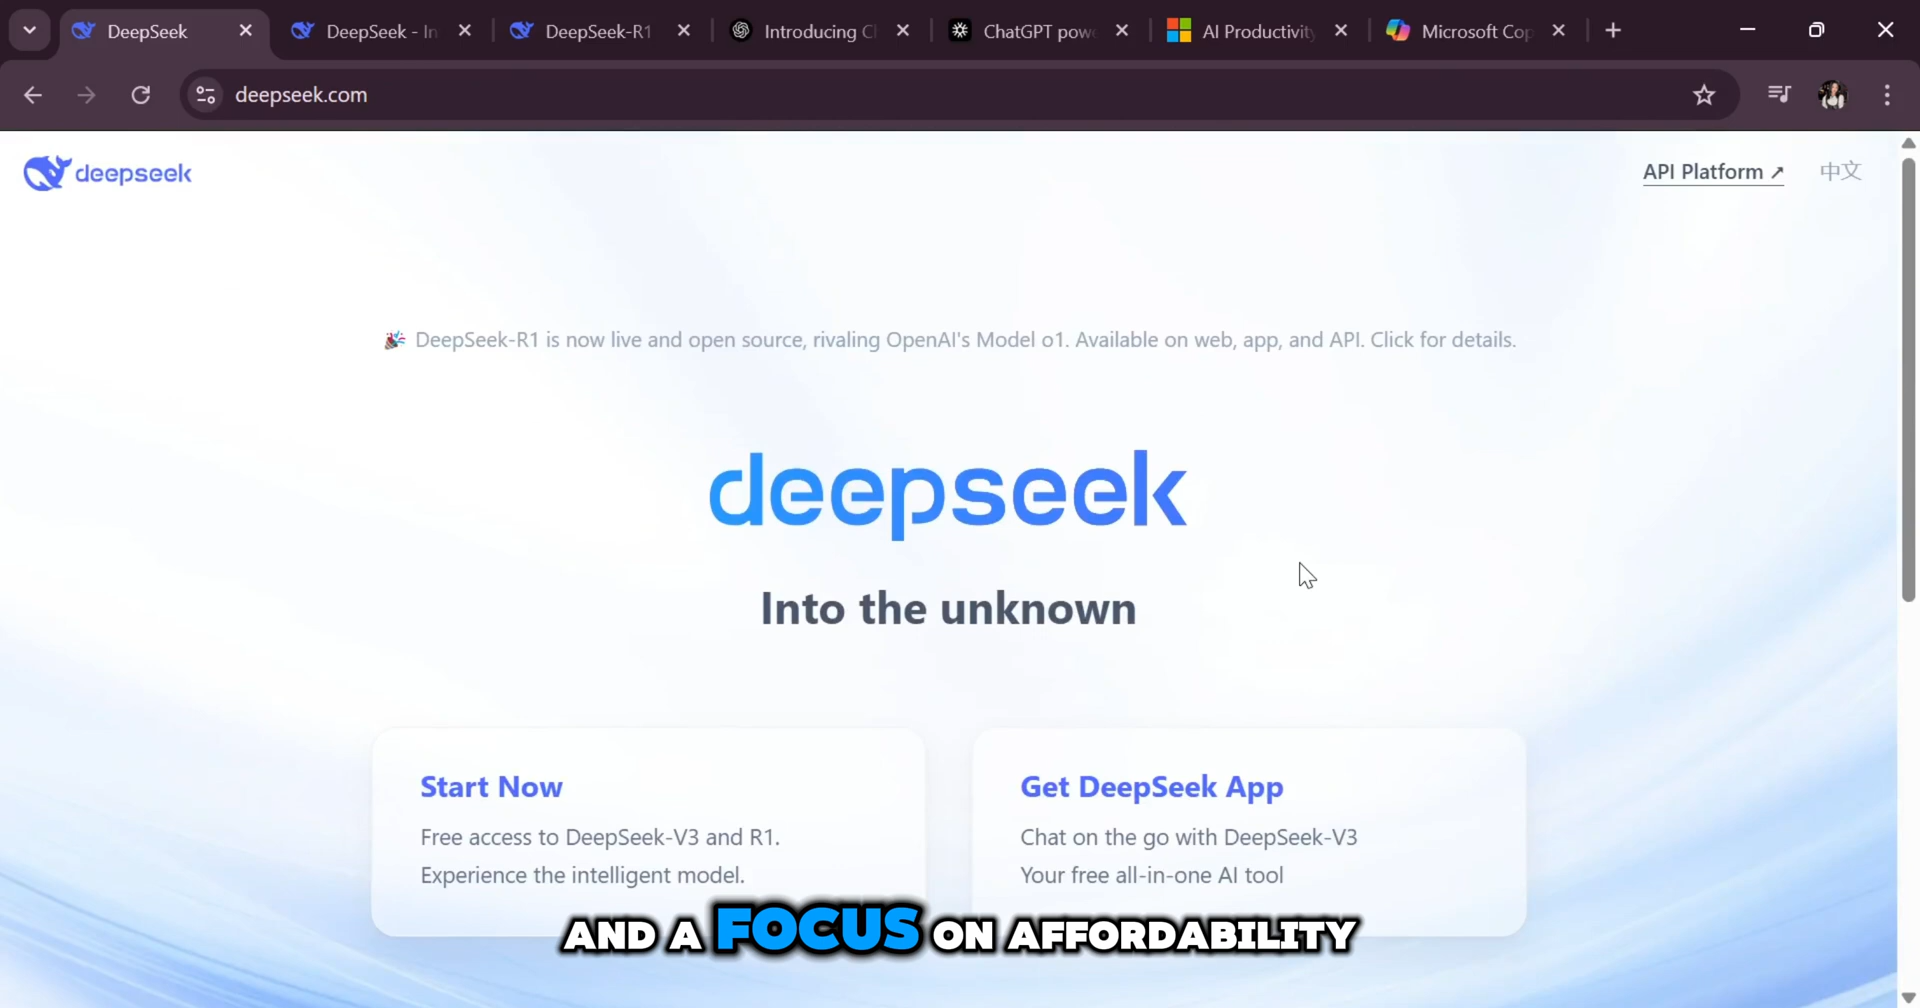 DeepSeek
DeepSeek - In
DeepSeek-R1
Introducing C
ChatGPT pow
AI Productivity
Microsoft Cop
deepseek.com
deepseek
API Platform ↗
中文
🎉 DeepSeek-R1 is now live and open source, rivaling OpenAI's Model o1. Available on web, app, and API. Click for details.
deepseek
Into the unknown
Start Now
Free access to DeepSeek-V3 and R1.
Experience the intelligent model.
Get DeepSeek App
Chat on the go with DeepSeek-V3
Your free all-in-one AI tool
AND A FOCUS ON AFFORDABILITY